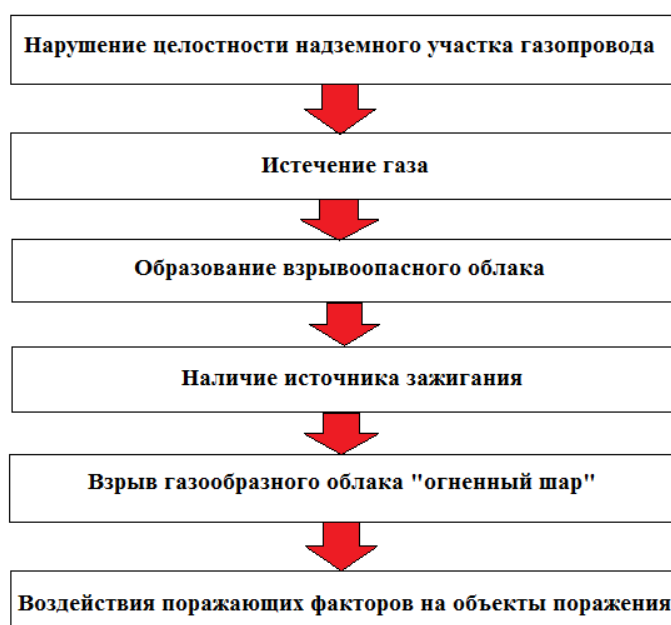 Нарушение целостности надземного участка газопровода
Истечение газа
Образование взрывоопасного облака
Наличие источника зажигания
Взрыв газообразного облака "огненный шар"
Воздействия поражающих факторов на объекты поражения